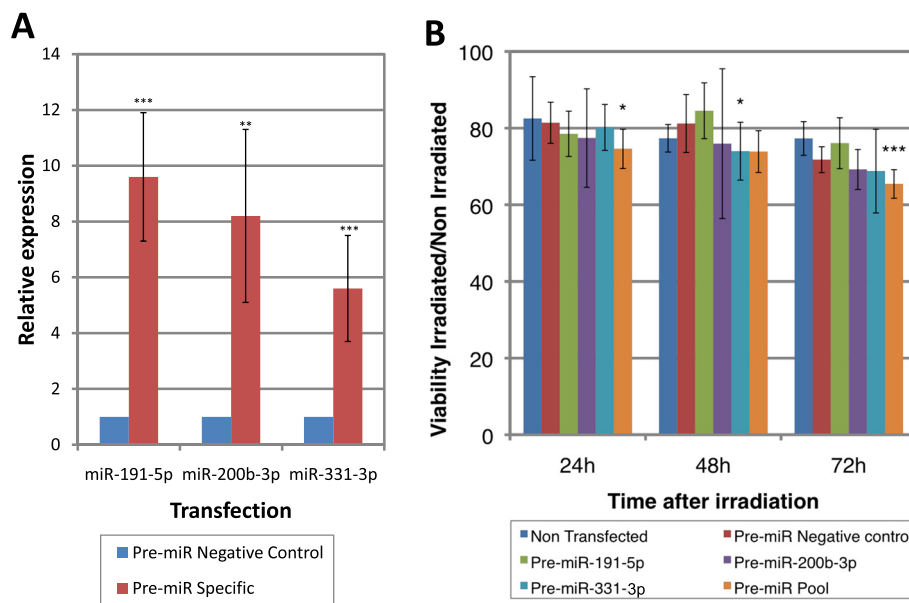 A
14
12
10
8
6
4
2
0
Relative expression
***
**
***
miR-191-5p miR-200b-3p miR-331-3p
Transfection
Pre-miR Negative Control
Pre-miR Specific
B
100
80
60
40
20
0
Viability Irradiated/Non Irradiated
*
*
***
24h 48h 72h
Time after irradiation
Non Transfected Pre-miR Negative control
Pre-miR-191-5p Pre-miR-200b-3p
Pre-miR-331-3p Pre-miR Pool